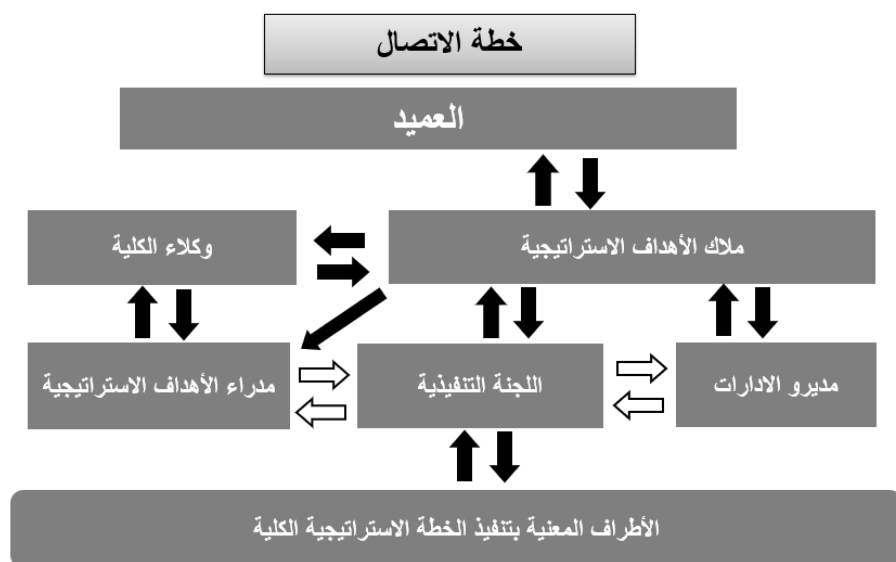 خطة الاتصال
العميد
ملاك الأهداف الاستراتيجية
وكلاء الكلية
مديرو الادارات
اللجنة التنفيذية
مدراء الأهداف الاستراتيجية
الأطراف المعنية بتنفيذ الخطة الاستراتيجية الكلية